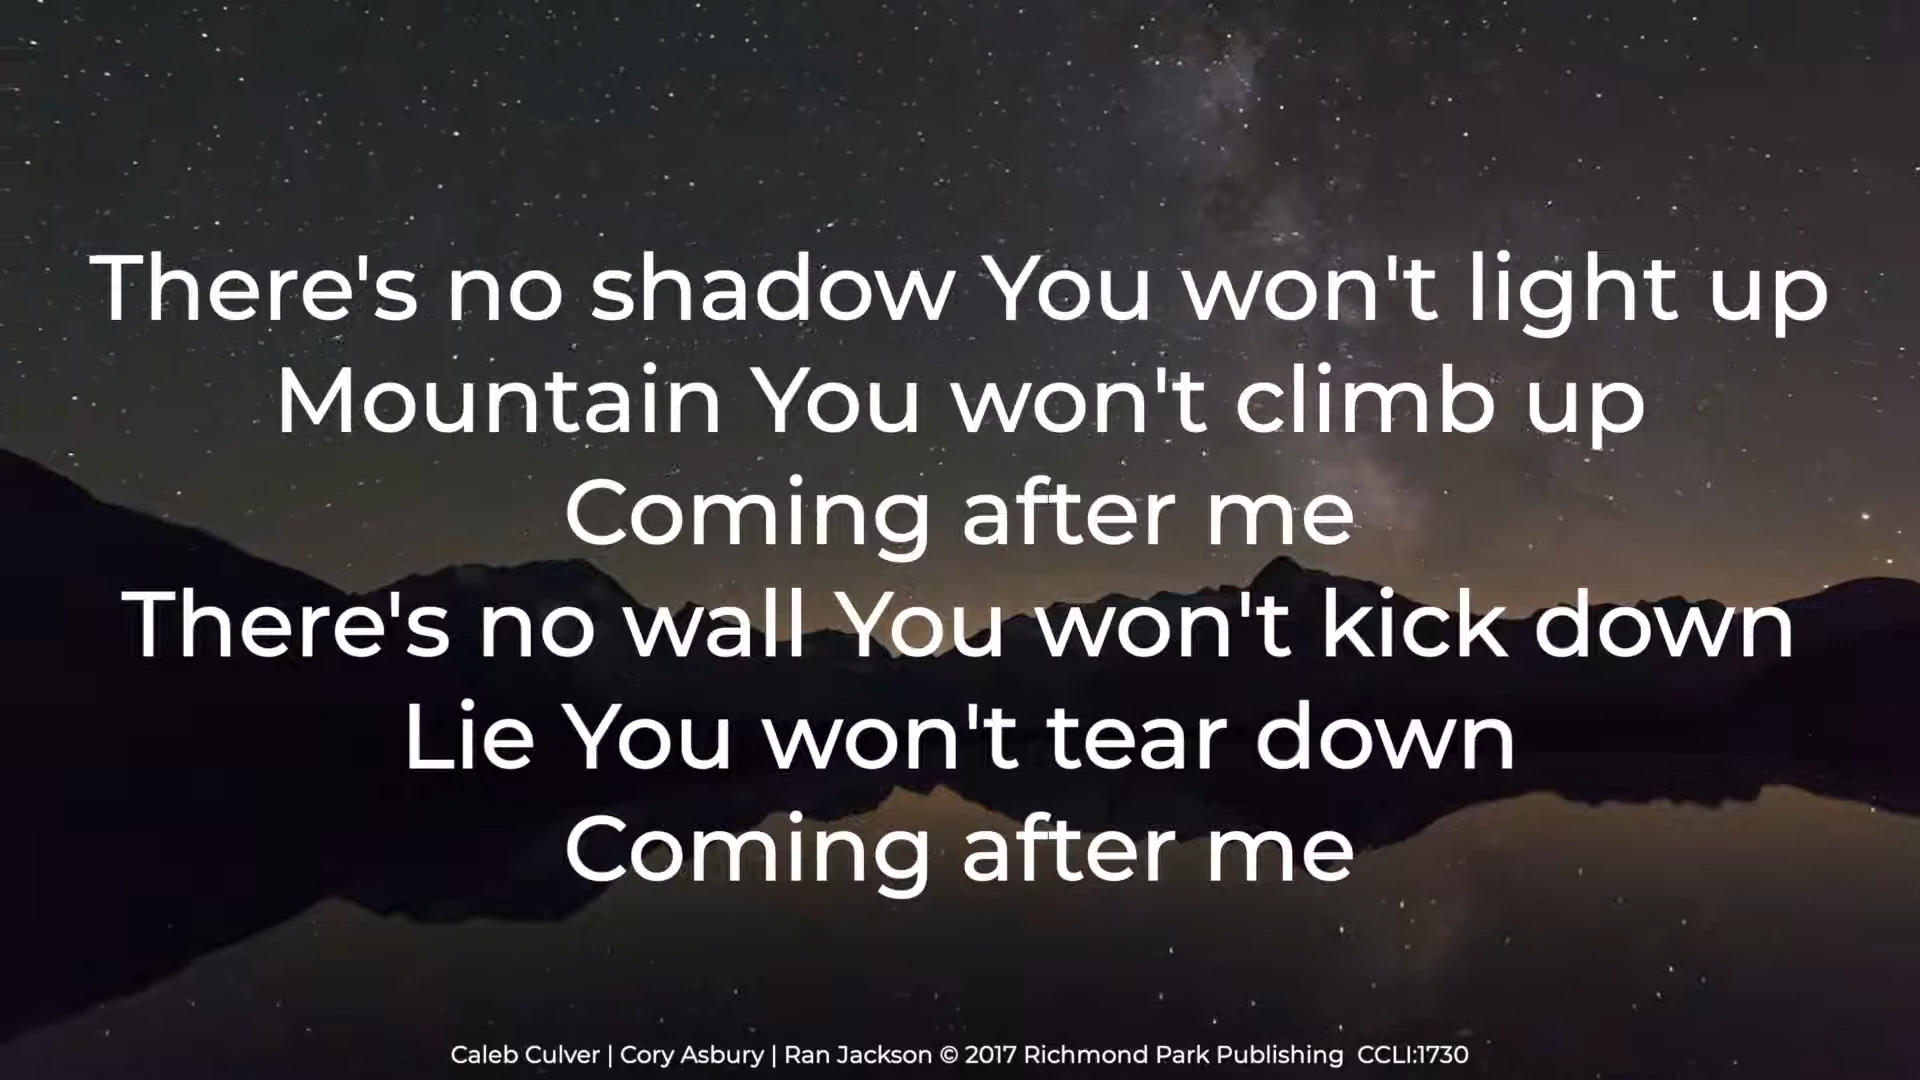 There's no shadow You won't light up
Mountain You won't climb up
Coming after me
There's no wall You won't kick down
Lie You won't tear down
Coming after me
Caleb Culver | Cory Asbury | Ran Jackson © 2017 Richmond Park Publishing  CCLI:1730